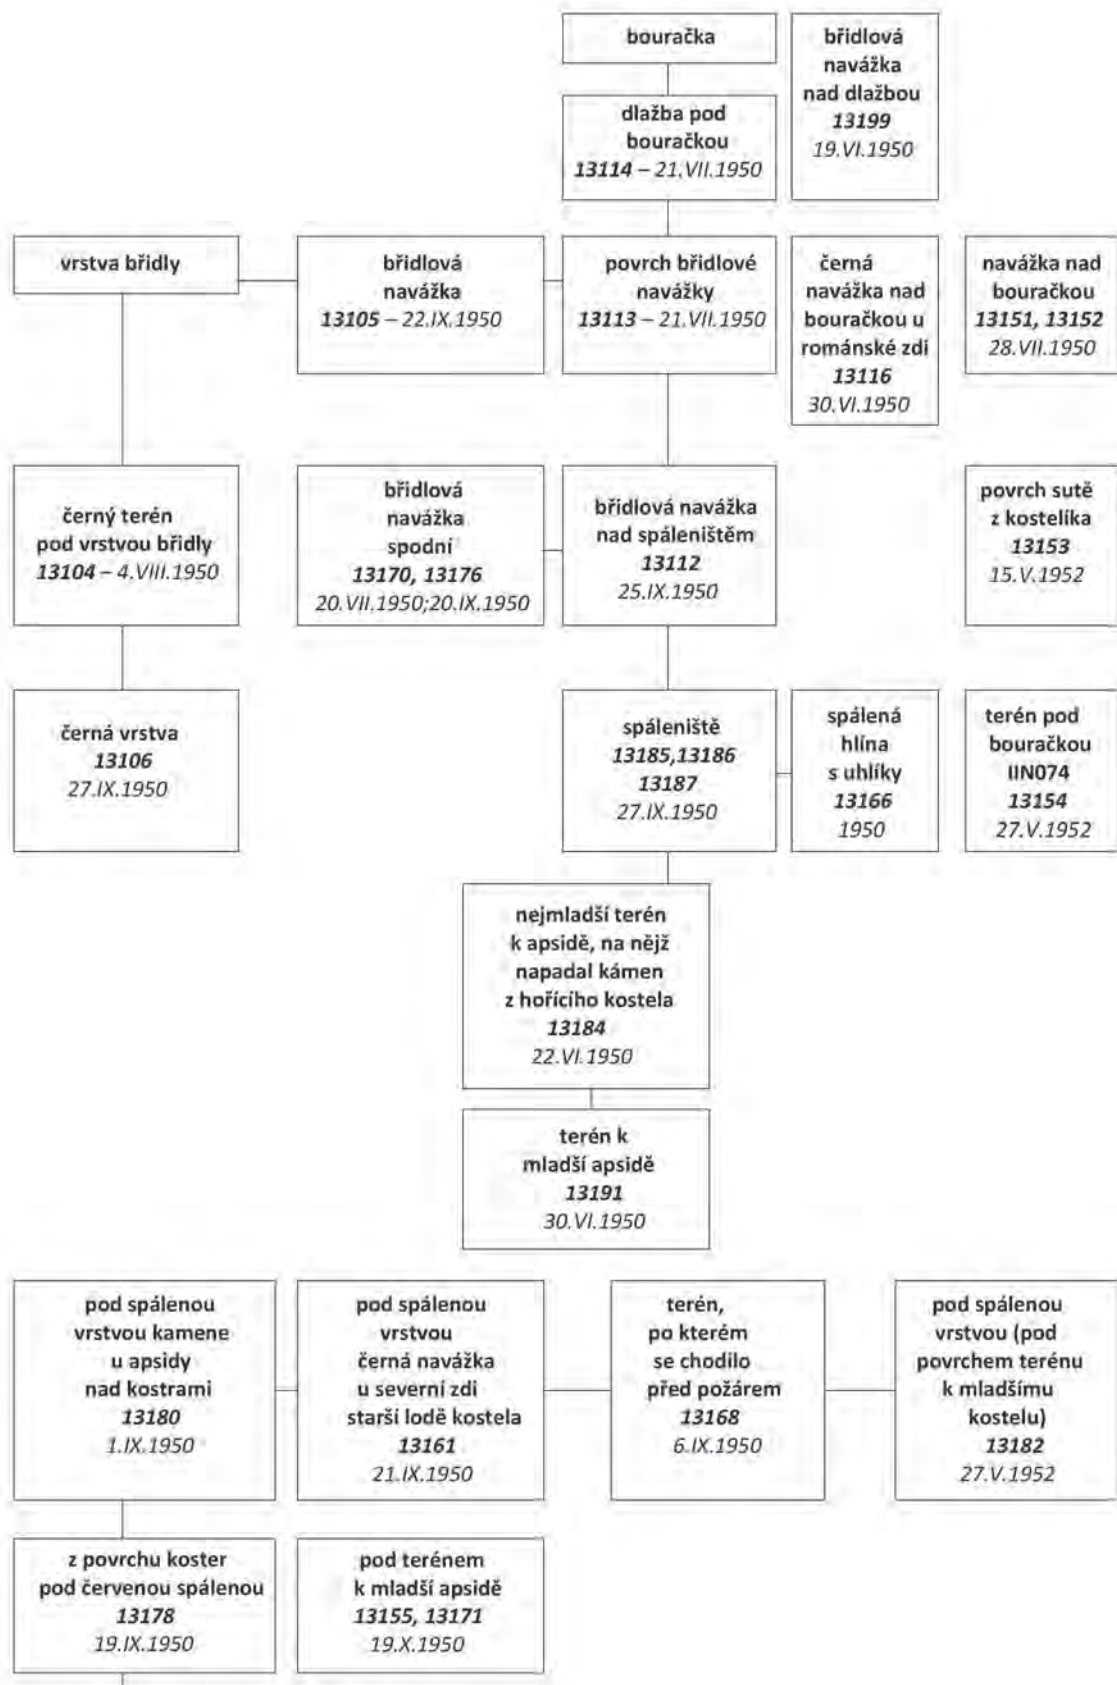 bouračka
dlažba pod
bouračkou
13114 – 21.VII.1950
břidlová
navážka
nad dlažbou
13199
19.VI.1950
vrstva břidly
břidlová
navážka
13105 – 22.IX.1950
povrch břidlové
navážky
13113 – 21.VII.1950
černá
navážka nad
bouračkou u
románské zdi
13116
30.VI.1950
navážka nad
bouračkou
13151, 13152
28.VII.1950
černý terén
pod vrstvou břidly
13104 – 4.VIII.1950
břidlová
navážka
spodní
13170, 13176
20.VII.1950;20.IX.1950
břidlová navážka
nad spáleništěm
13112
25.IX.1950
povrch sutě
z kostelíka
13153
15.V.1952
černá vrstva
13106
27.IX.1950
spáleniště
13185,13186
13187
27.IX.1950
spálená
hlína
s uhlíky
13166
1950
terén pod
bouračkou
IIN074
13154
27.V.1952
nejmladší terén
k apsidě, na nějž
napadal kámen
z hořícího kostela
13184
22.VI.1950
terén k
mladší apsidě
13191
30.VI.1950
pod spálenou
vrstvou kamene
u apsidy
nad kostrami
13180
1.IX.1950
pod spálenou
vrstvou
černá navážka
u severní zdi
starší lodě kostela
13161
21.IX.1950
terén,
po kterém
se chodilo
před požárem
13168
6.IX.1950
pod spálenou
vrstvou (pod
povrchem terénu
k mladšímu
kostelu)
13182
27.V.1952
z povrchu koster
pod červenou spálenou
13178
19.IX.1950
pod terénem
k mladší apsidě
13155, 13171
19.X.1950